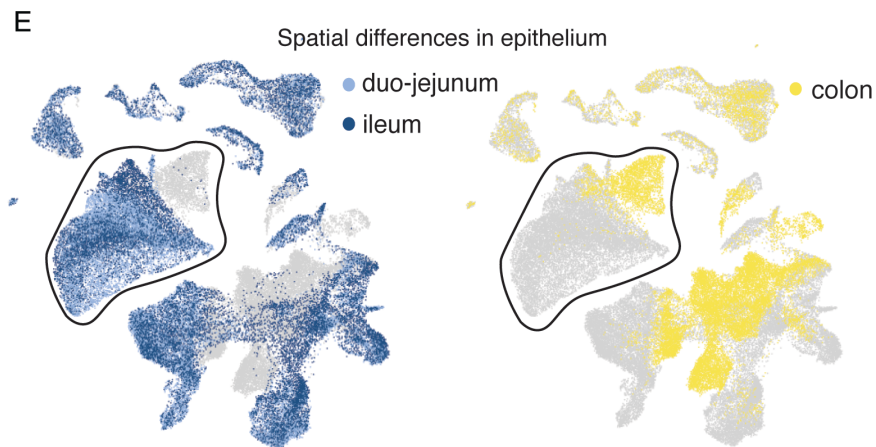 E
Spatial differences in epithelium
duo-jejunum
ileum
colon